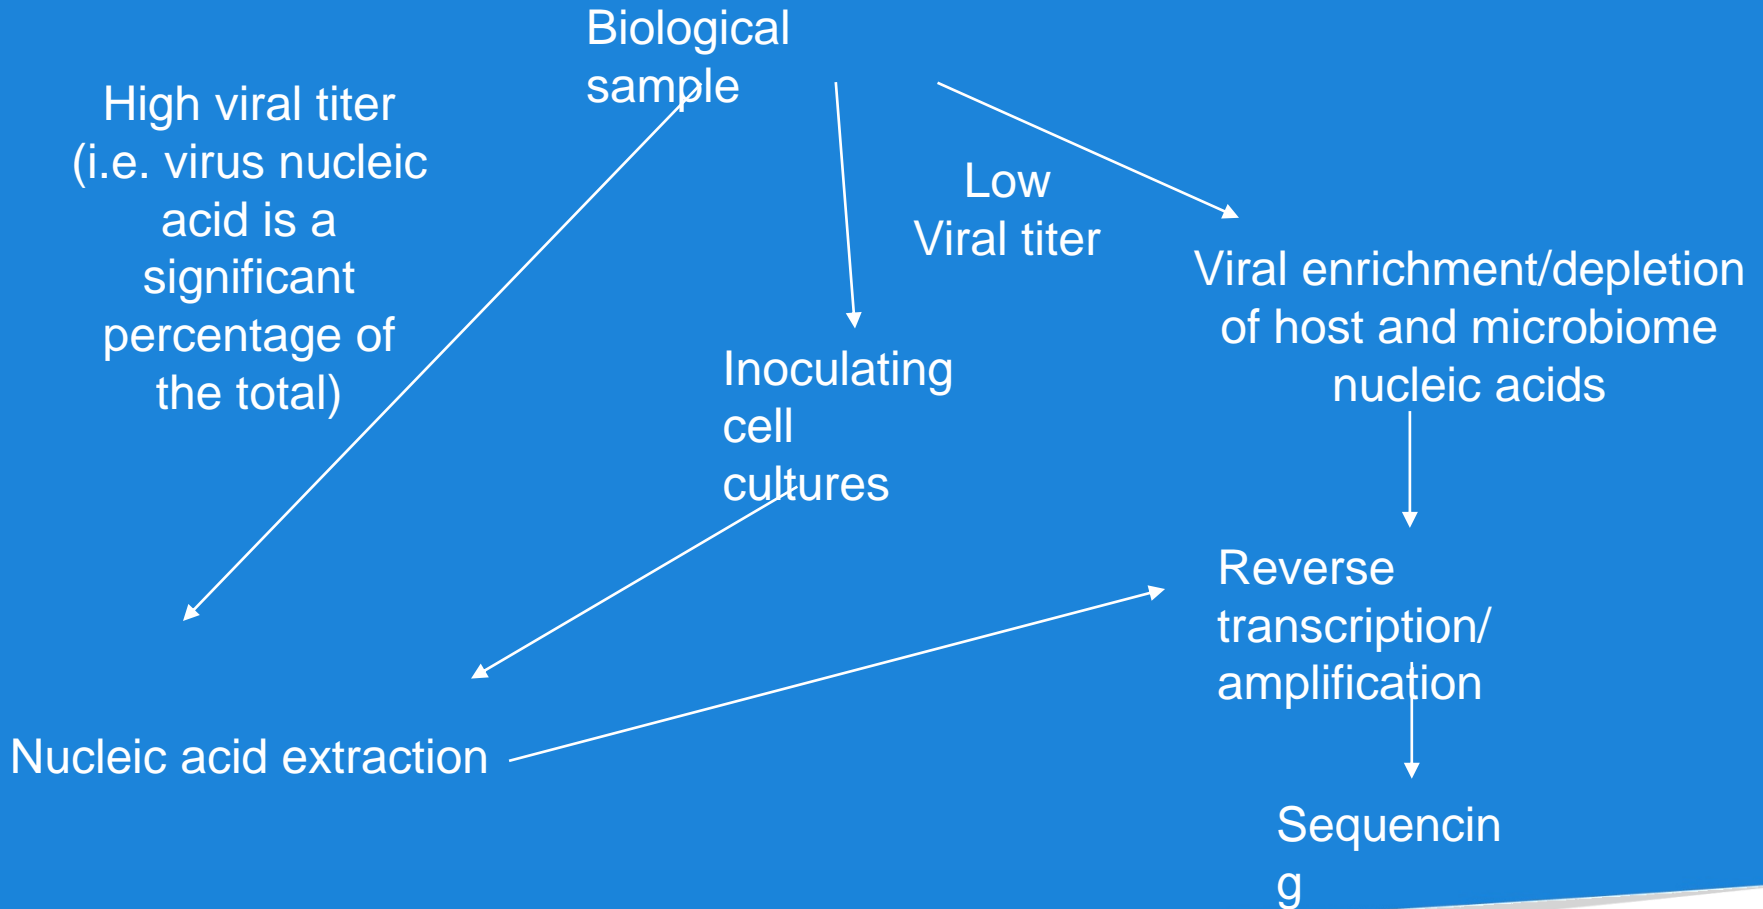 Biological
sample
High viral titer
(i.e. virus nucleic
acid is a
significant
percentage of
the total)
Low
Viral titer
Viral enrichment/depletion
of host and microbiome
nucleic acids
Inoculating
cell
cultures
Reverse
transcription/
amplification
Nucleic acid extraction
Sequencin
g